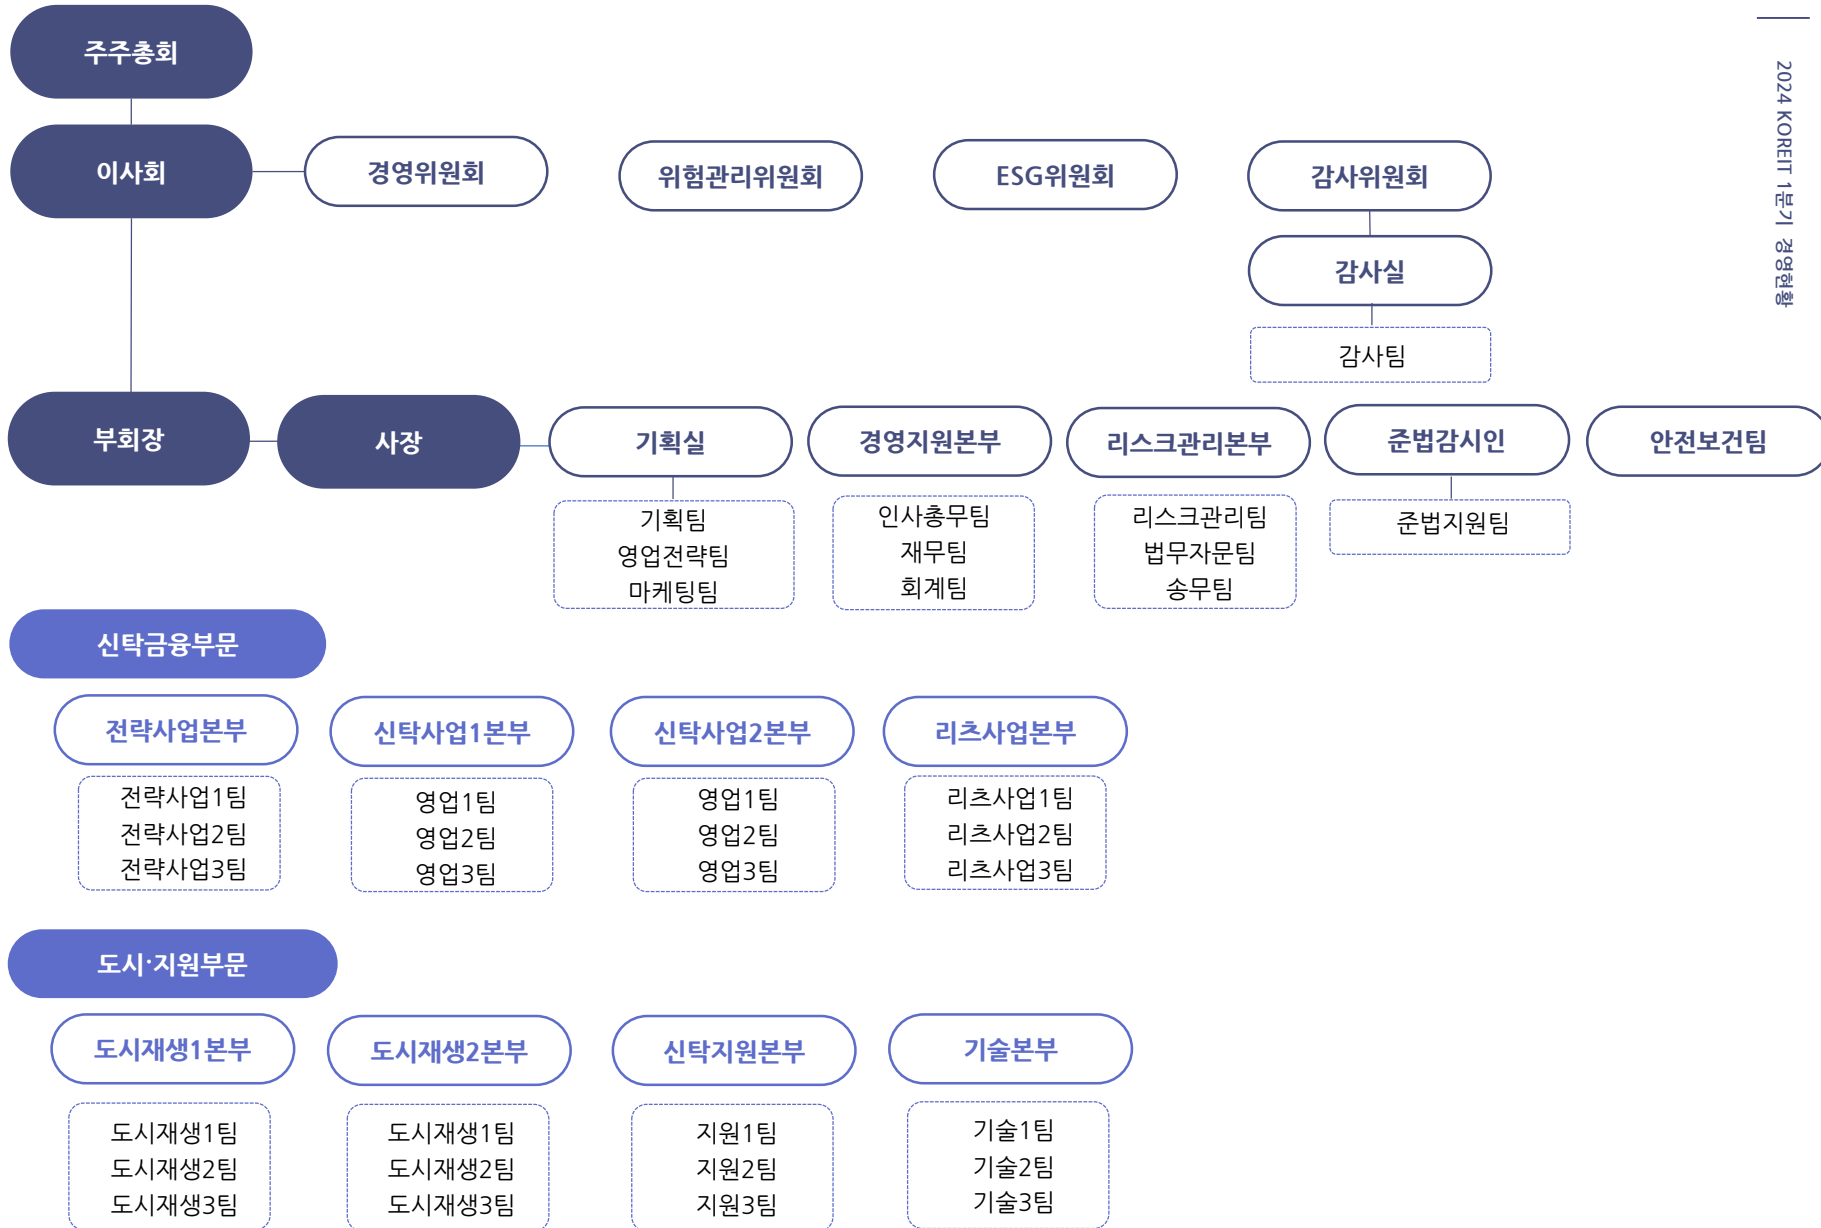 주주총회
이사회
경영위원회
위험관리위원회
ESG위원회
감사위원회
감사실
감사팀
부회장
사장
기획실
경영지원본부
리스크관리본부
준법감시인
안전보건팀
기획팀
영업전략팀
마케팅팀
인사총무팀
재무팀
회계팀
리스크관리팀
법무자문팀
송무팀
준법지원팀
신탁금융부문
전략사업본부
신탁사업1본부
신탁사업2본부
리츠사업본부
전략사업1팀
전략사업2팀
전략사업3팀
영업1팀
영업2팀
영업3팀
영업1팀
영업2팀
영업3팀
리츠사업1팀
리츠사업2팀
리츠사업3팀
도시·지원부문
도시재생1본부
도시재생2본부
신탁지원본부
기술본부
도시재생1팀
도시재생2팀
도시재생3팀
도시재생1팀
도시재생2팀
도시재생3팀
지원1팀
지원2팀
지원3팀
기술1팀
기술2팀
기술3팀
2024 KOREIT 1분기 경영현황